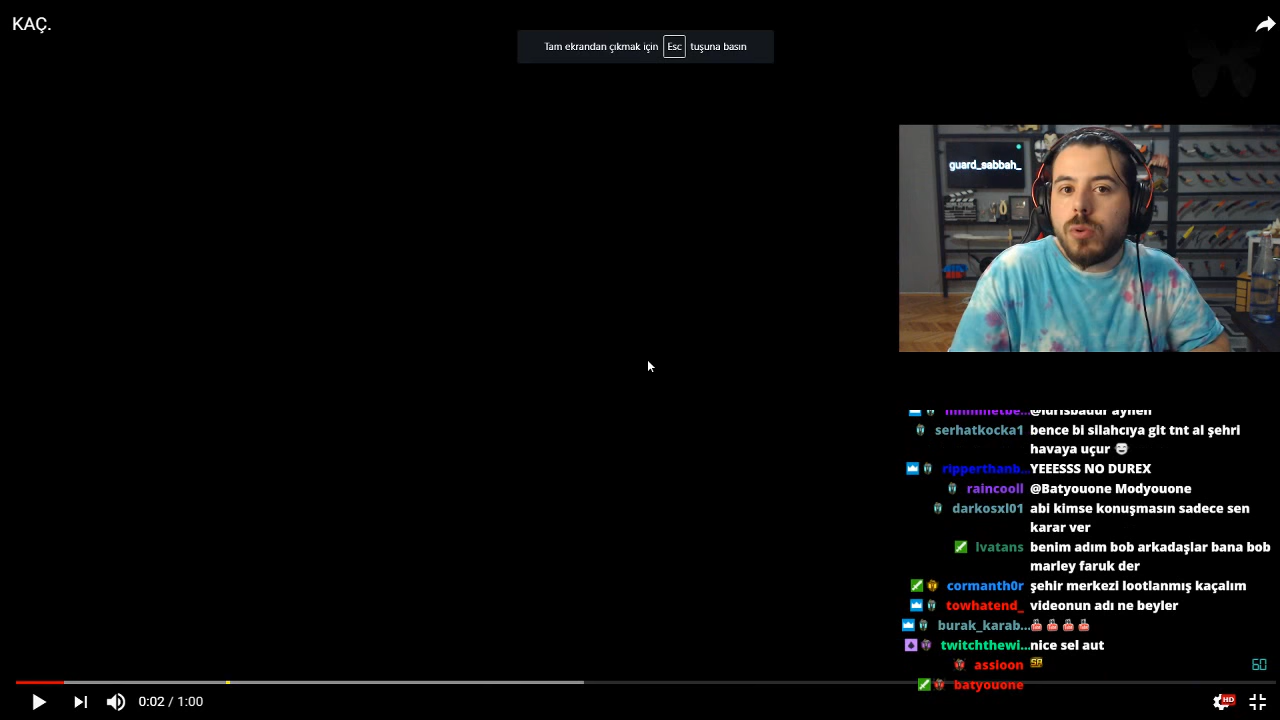 KAÇ.
Tam ekrandan çıkmak için Esc tuşuna basın
guard_sabbah_
serhatkocka1 bence bi silahcıya git tnt al şehri
havaya uçur
ripperthanb... YEEESSS NO DUREX
raincooll @Batyouone Modyouone
darkosxl01 abi kimse konuşmasın sadece sen
karar ver
lvatans benim adım bob arkadaşlar bana bob
marley faruk der
cormanth0r şehir merkezi lootlanmış kaçalım
towhatend_ videonun adı ne beyler
burak_karab...
twitchthewi... nice sel aut
assloon
60
batyouone
0:02 / 1:00
HD